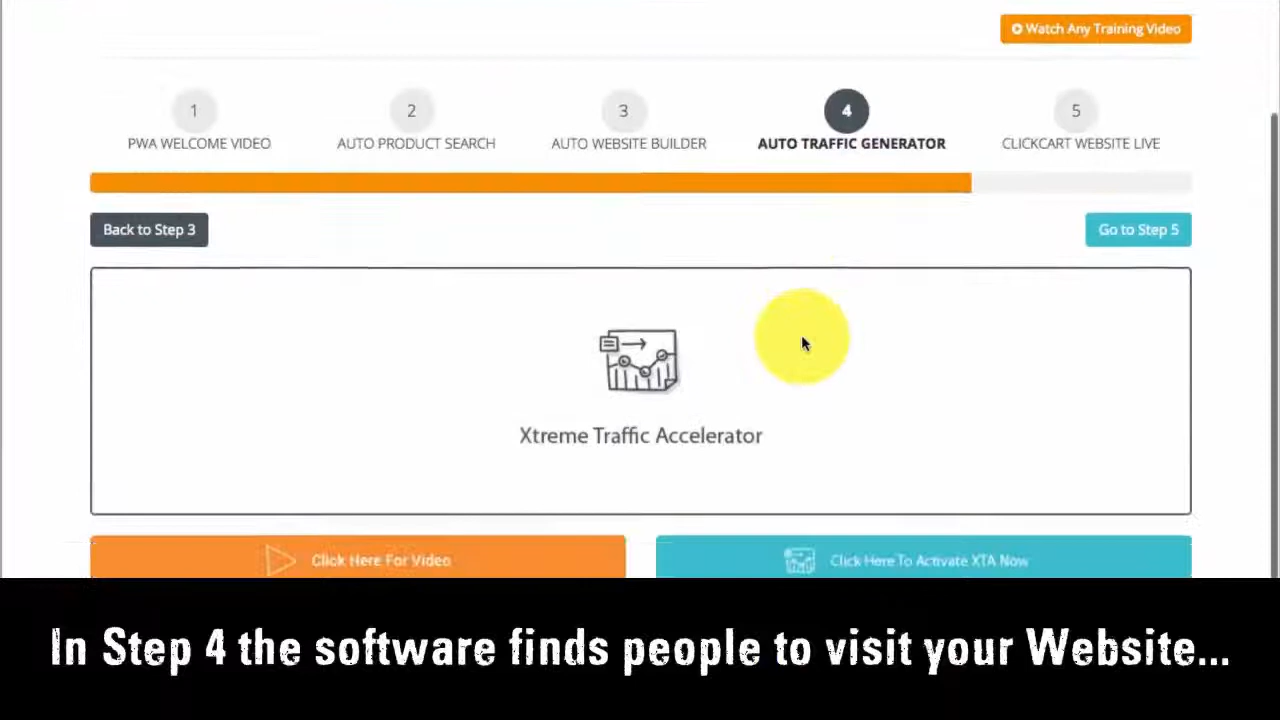 Watch Any Training Video
1 2 3 4 5
PWA WELCOME VIDEO AUTO PRODUCT SEARCH AUTO WEBSITE BUILDER AUTO TRAFFIC GENERATOR CLICKCART WEBSITE LIVE
Back to Step 3 Go to Step 5
Xtreme Traffic Accelerator
Click Here For Video Click Here To Activate XTA Now
In Step 4 the software finds people to visit your Website...